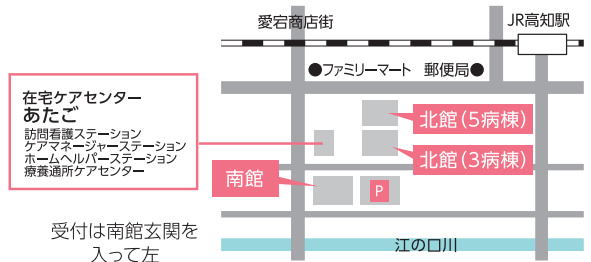 愛宕商店街
JR高知駅
●ファミリーマート 郵便局●
在宅ケアセンター
あたご
訪問看護ステーション
ケアマネージャーステーション
ホームヘルパーステーション
療養通所ケアセンター
北館(5病棟)
北館(3病棟)
南館
P
受付は南館玄関を
入って左
江の口川